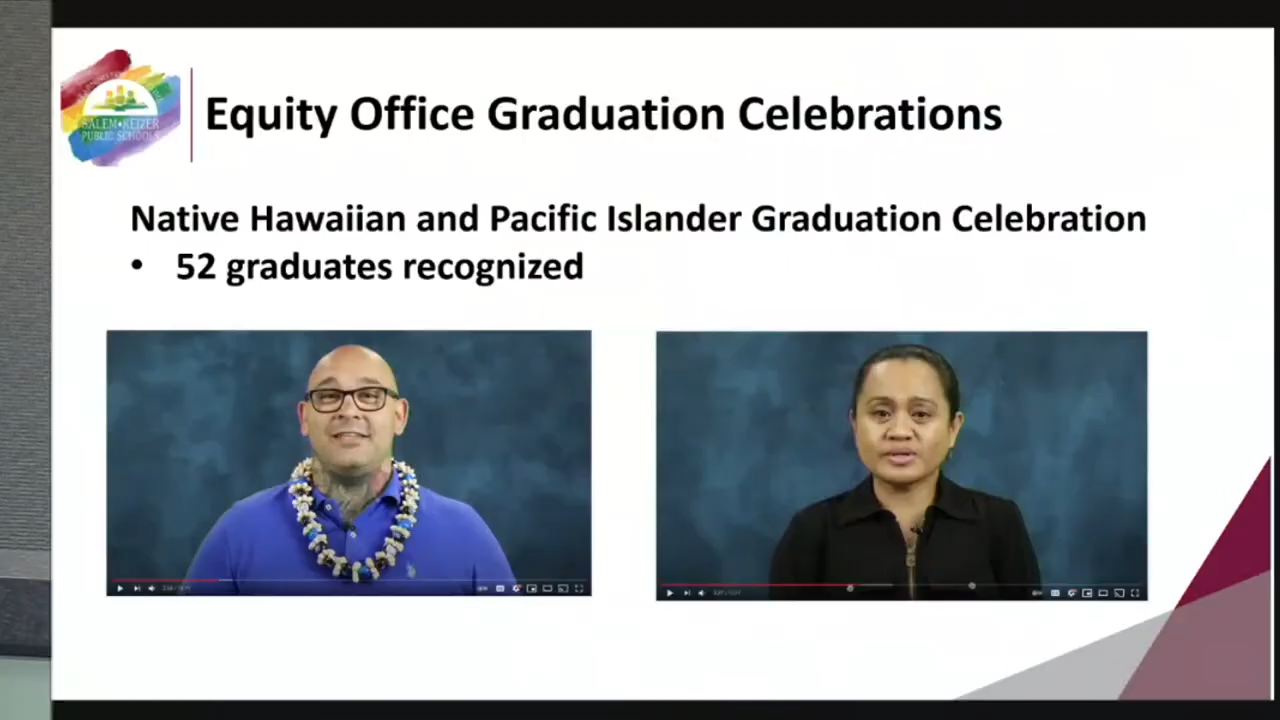 SALEM•KEIZER
PUBLIC SCHOOLS
Equity Office Graduation Celebrations
Native Hawaiian and Pacific Islander Graduation Celebration
• 52 graduates recognized